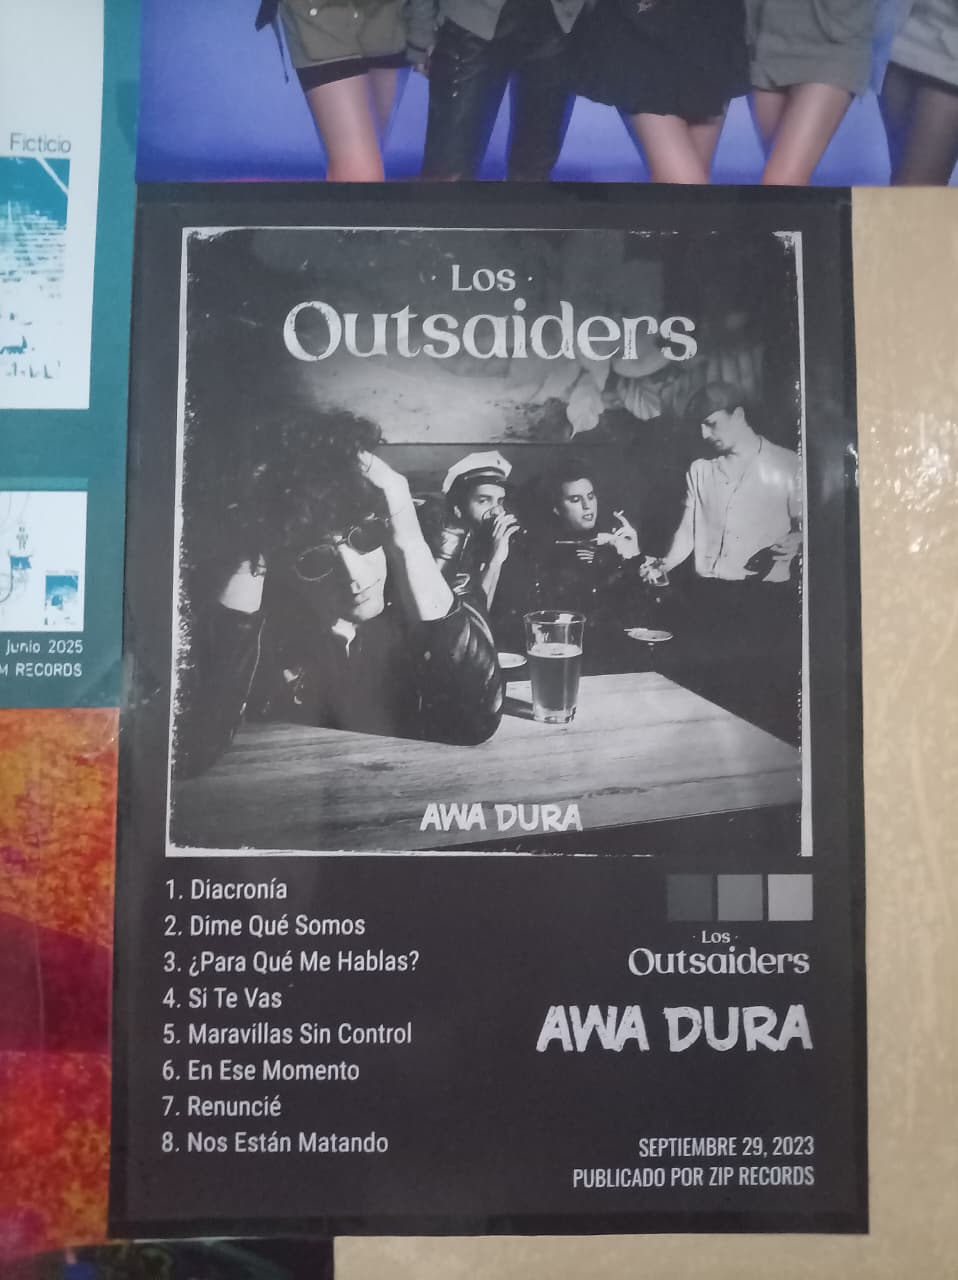 Ficticio
Junio 2025
M RECORDS
· Los ·
Outsaiders
AWA DURA
1. Diacronía
2. Dime Qué Somos
3. ¿Para Qué Me Hablas?
4. Si Te Vas
5. Maravillas Sin Control
6. En Ese Momento
7. Renuncié
8. Nos Están Matando
· Los ·
Outsaiders
AWA DURA
SEPTIEMBRE 29, 2023
PUBLICADO POR ZIP RECORDS